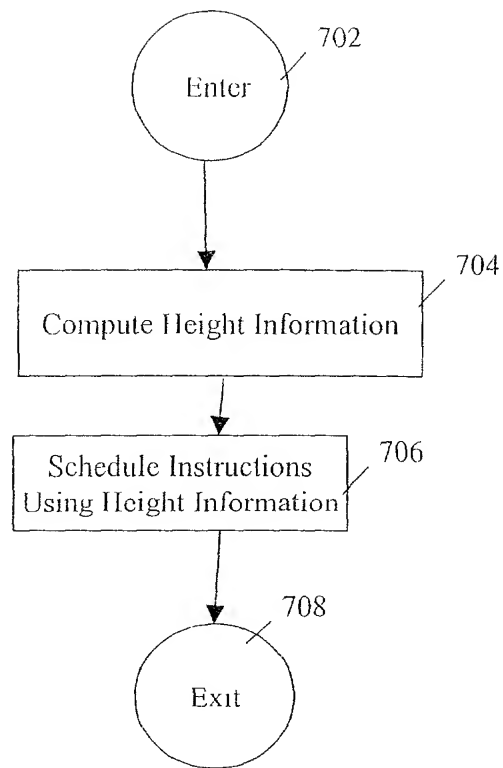 702
Enter
704
Compute Height Information
706
Schedule Instructions
Using Height Information
708
Exit